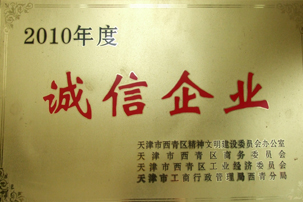 2010年度
诚信企业
天津市西青区精神文明建设委员会办公室
天津市西青区商务委员会
天津市西青区工业经济委员会
天津市工商行政管理局西青分局